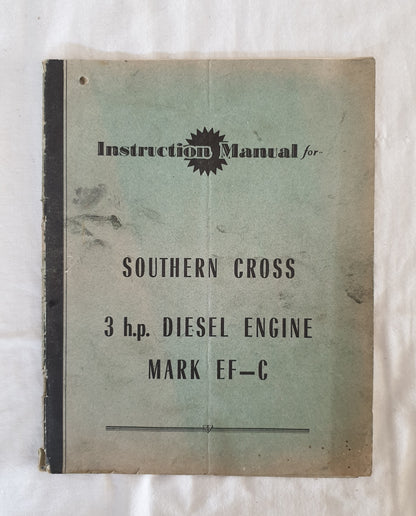 Instruction Manual for-
SOUTHERN CROSS
3 h.p. DIESEL ENGINE
MARK EF-C